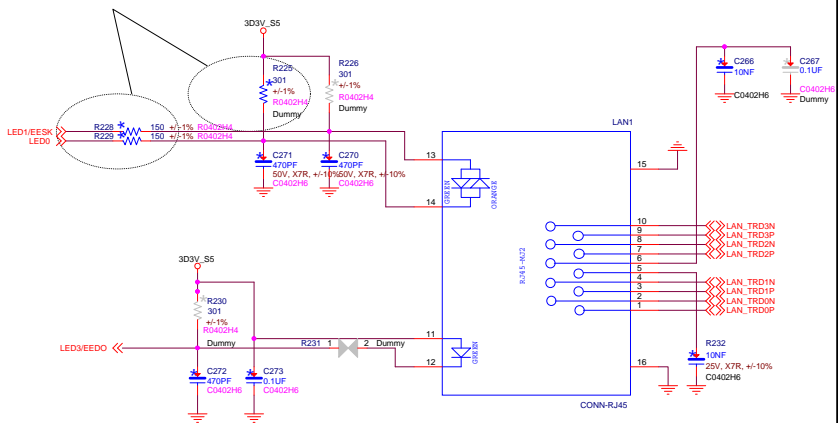 3D3V_S5
R225
301
+/-1%
R0402H4
Dummy
R226
301
+/-1%
R0402H4
Dummy
C266
10NF
C0402H6
C267
0.1UF
C0402H6
Dummy
LED1/EESK
LED0
R228 150 +/-1% R0402H4
R229 150 +/-1% R0402H4
C271
470PF
50V, X7R, +/-10%
C0402H6
C270
470PF
50V, X7R, +/-10%
C0402H6
LAN1
13
14
GREEN
ORANGE
15
RJ45-NJ2
10 LAN_TRD3N
9 LAN_TRD3P
8 LAN_TRD2N
7 LAN_TRD2P
6
5
4 LAN_TRD1N
3 LAN_TRD1P
2 LAN_TRD0N
1 LAN_TRD0P
3D3V_S5
R230
301
+/-1%
R0402H4
Dummy
LED3/EEDO
R231 1 2 Dummy
11
12
GREEN
16
C272
470PF
C0402H6
C273
0.1UF
C0402H6
R232
10NF
25V, X7R, +/-10%
C0402H6
CONN-RJ45